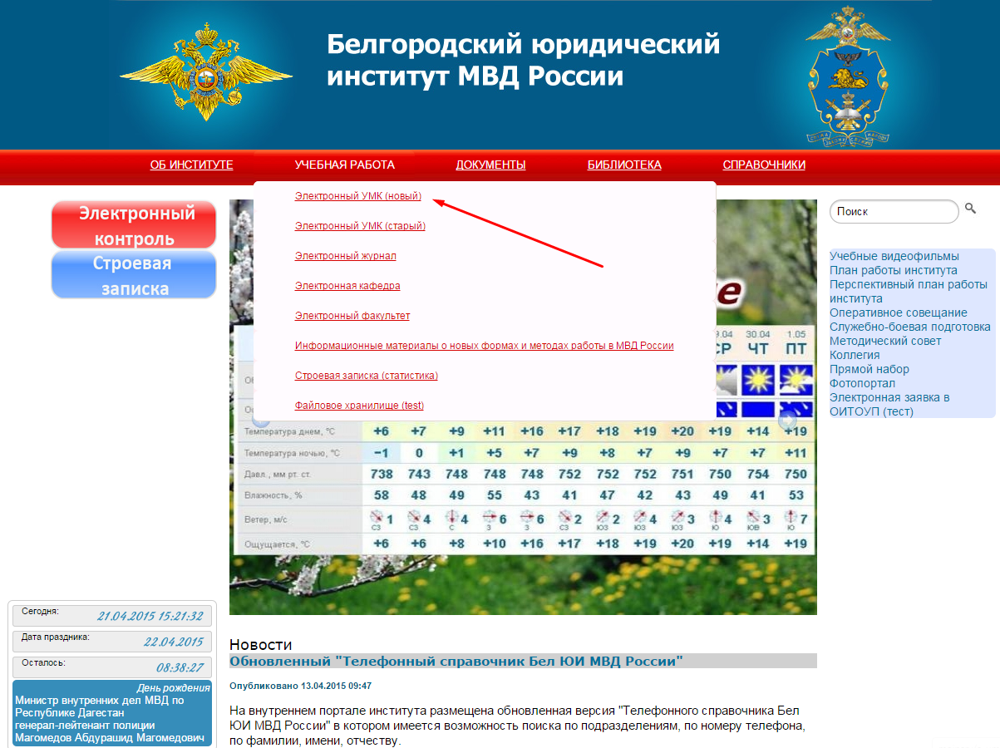 Белгородский юридический
институт МВД России
ОБ ИНСТИТУТЕ
УЧЕБНАЯ РАБОТА
ДОКУМЕНТЫ
БИБЛИОТЕКА
СПРАВОЧНИКИ
Электронный
контроль
Строевая
записка
Электронный УМК (новый)
Электронный УМК (старый)
Электронный журнал
Электронная кафедра
Электронный факультет
Информационные материалы о новых формах и методах работы в МВД России
Строевая записка (статистика)
Файловое хранилище (test)
30.04 1.05
ЧТ ПТ
Температура днем, °C +6 +7 +9 +11 +16 +17 +18 +19 +20 +19 +14 +19
Температура ночью, °C −1 0 +1 +5 +7 +9 +8 +7 +9 +7 +7 +11
Давл., мм рт. ст. 738 743 748 748 748 752 752 752 751 750 754 750
Влажность, % 58 48 49 55 43 41 47 42 43 49 41 53
Ветер, м/с 1 4 4 6 6 2 2 4 3 4 3 7
СЗ СЗ С З З СЗ ЮЗ ЮЗ ЮЗ Ю ЮВ Ю
Ощущается, °C +6 +6 +8 +10 +16 +17 +18 +19 +20 +19 +14 +19
Поиск
Учебные видеофильмы
План работы института
Перспективный план работы
института
Оперативное совещание
Служебно-боевая подготовка
Методический совет
Коллегия
Прямой набор
Фотопортал
Электронная заявка в
ОИТОУП (тест)
Сегодня: 21.04.2015 15:21:32
Дата праздника: 22.04.2015
Осталось: 08:38:27
День рождения
Министр внутренних дел МВД по
Республике Дагестан
генерал-лейтенант полиции
Магомедов Абдурашид Магомедович
Новости
Обновленный "Телефонный справочник Бел ЮИ МВД России"
Опубликовано 13.04.2015 09:47
На внутреннем портале института размещена обновленная версия "Телефонного справочника Бел
ЮИ МВД России" в котором имеется возможность поиска по подразделениям, по номеру телефона,
по фамилии, имени, отчеству.